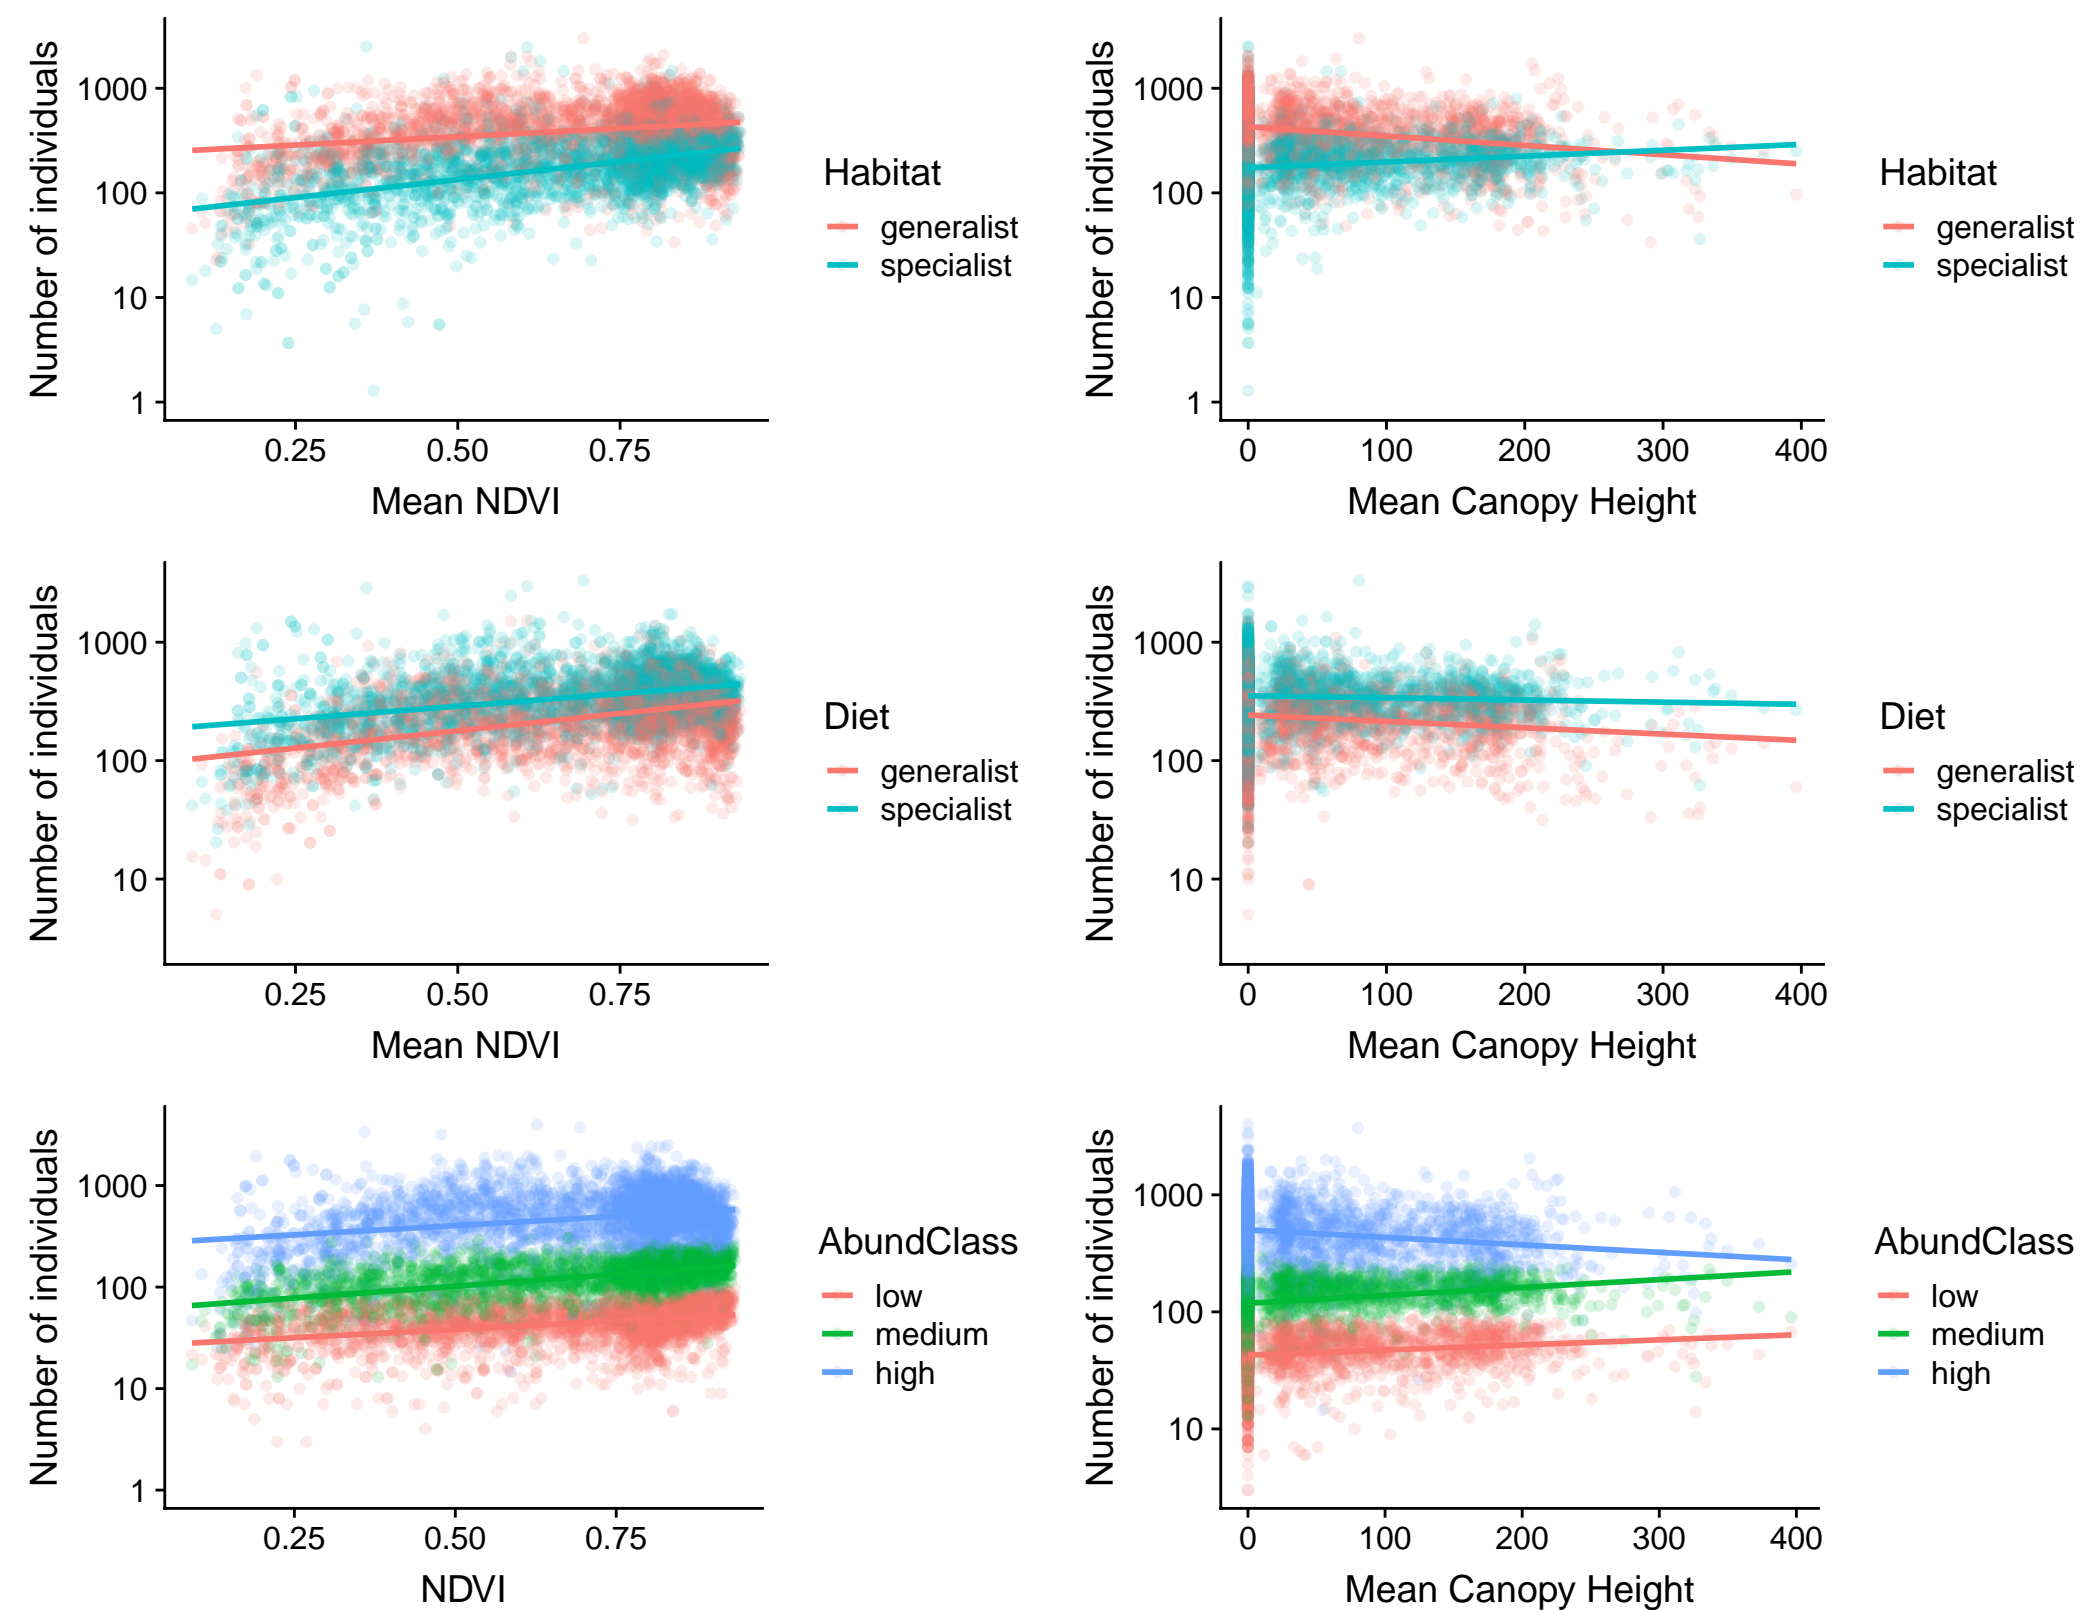 Number of individuals
1000
100
10
1
0.25 0.50 0.75
Mean NDVI
Habitat
generalist
specialist
Number of individuals
1000
100
10
1
0 100 200 300 400
Mean Canopy Height
Habitat
generalist
specialist
Number of individuals
1000
100
10
0.25 0.50 0.75
Mean NDVI
Diet
generalist
specialist
Number of individuals
1000
100
10
0 100 200 300 400
Mean Canopy Height
Diet
generalist
specialist
Number of individuals
1000
100
10
1
0.25 0.50 0.75
NDVI
AbundClass
low
medium
high
Number of individuals
1000
100
10
0 100 200 300 400
Mean Canopy Height
AbundClass
low
medium
high